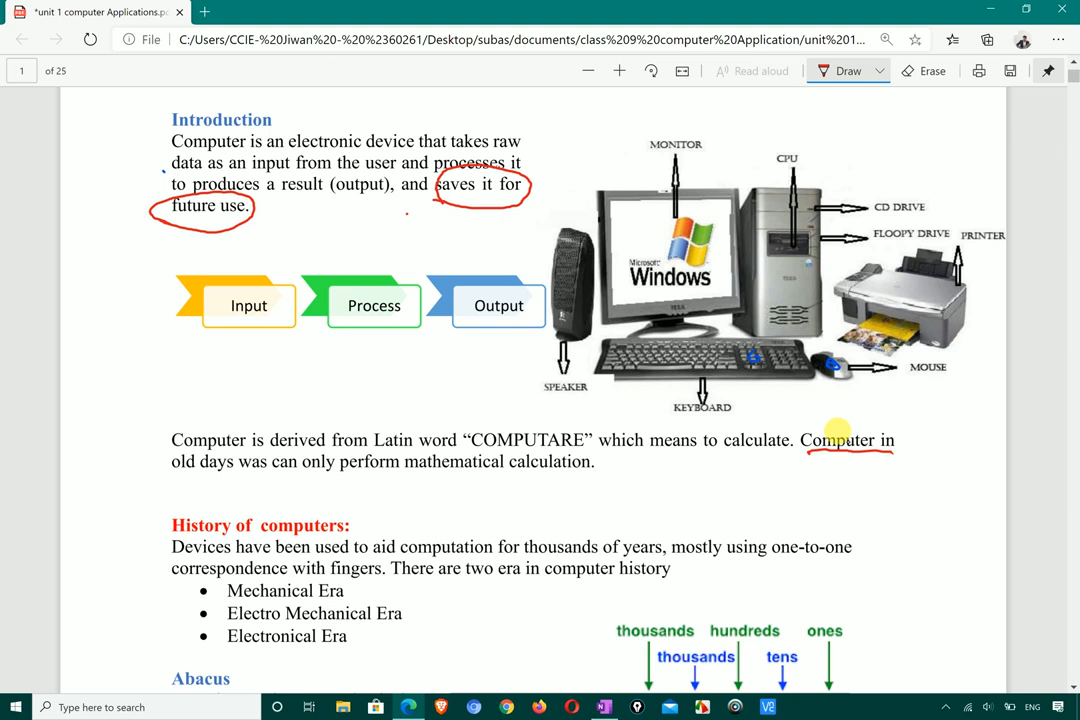 *unit 1 computer Applications.pd
File C:/Users/CCIE-%20Jiwan%20-%20%2360261/Desktop/subas/documents/class%209%20computer%20Application/unit%201...
1 of 25
Read aloud
Draw
Erase
Introduction
Computer is an electronic device that takes raw
data as an input from the user and processes it
to produces a result (output), and saves it for
future use.
Input
Process
Output
MONITOR
CPU
CD DRIVE
FLOOPY DRIVE
PRINTER
Microsoft
Windows
SPEAKER
KEYBOARD
MOUSE
Computer is derived from Latin word “COMPUTARE” which means to calculate. Computer in
old days was can only perform mathematical calculation.
History of computers:
Devices have been used to aid computation for thousands of years, mostly using one-to-one
correspondence with fingers. There are two era in computer history
• Mechanical Era
• Electro Mechanical Era
• Electronical Era
thousands hundreds ones
thousands tens
Abacus
Type here to search
ENG